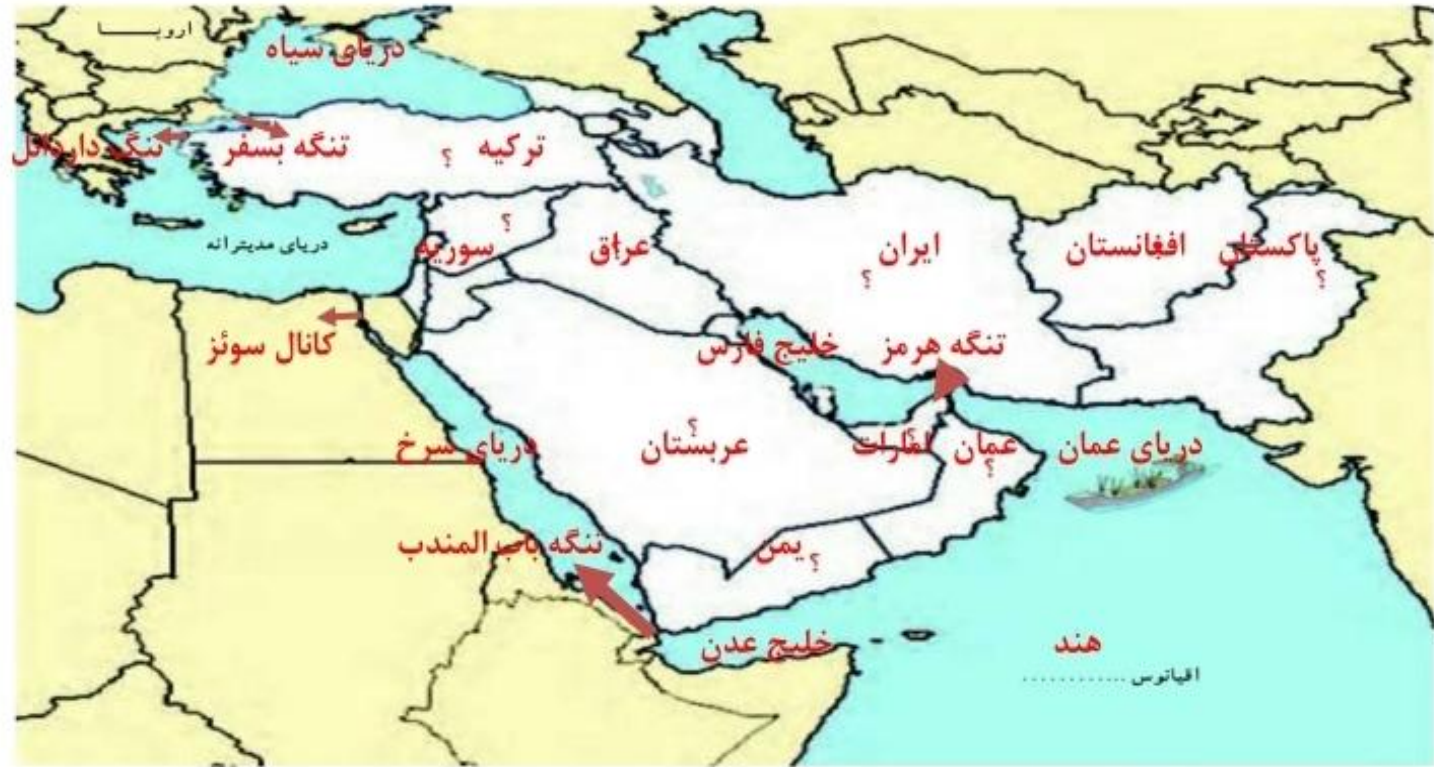 اروپـــــا
دریای سیاه
تنگه داردانل
تنگه بسفر
ترکیه
؟
دریای مدیترانه
سوریه
؟
عراق
ایران
؟
افغانستان
پاکستان
؟
کانال سوئز
خلیج فارس
تنگه هرمز
دریای سرخ
عربستان
؟
امارات
عمان
؟
دریای عمان
تنگه باب المندب
یمن
؟
خلیج عدن
هند
اقیانوس ............